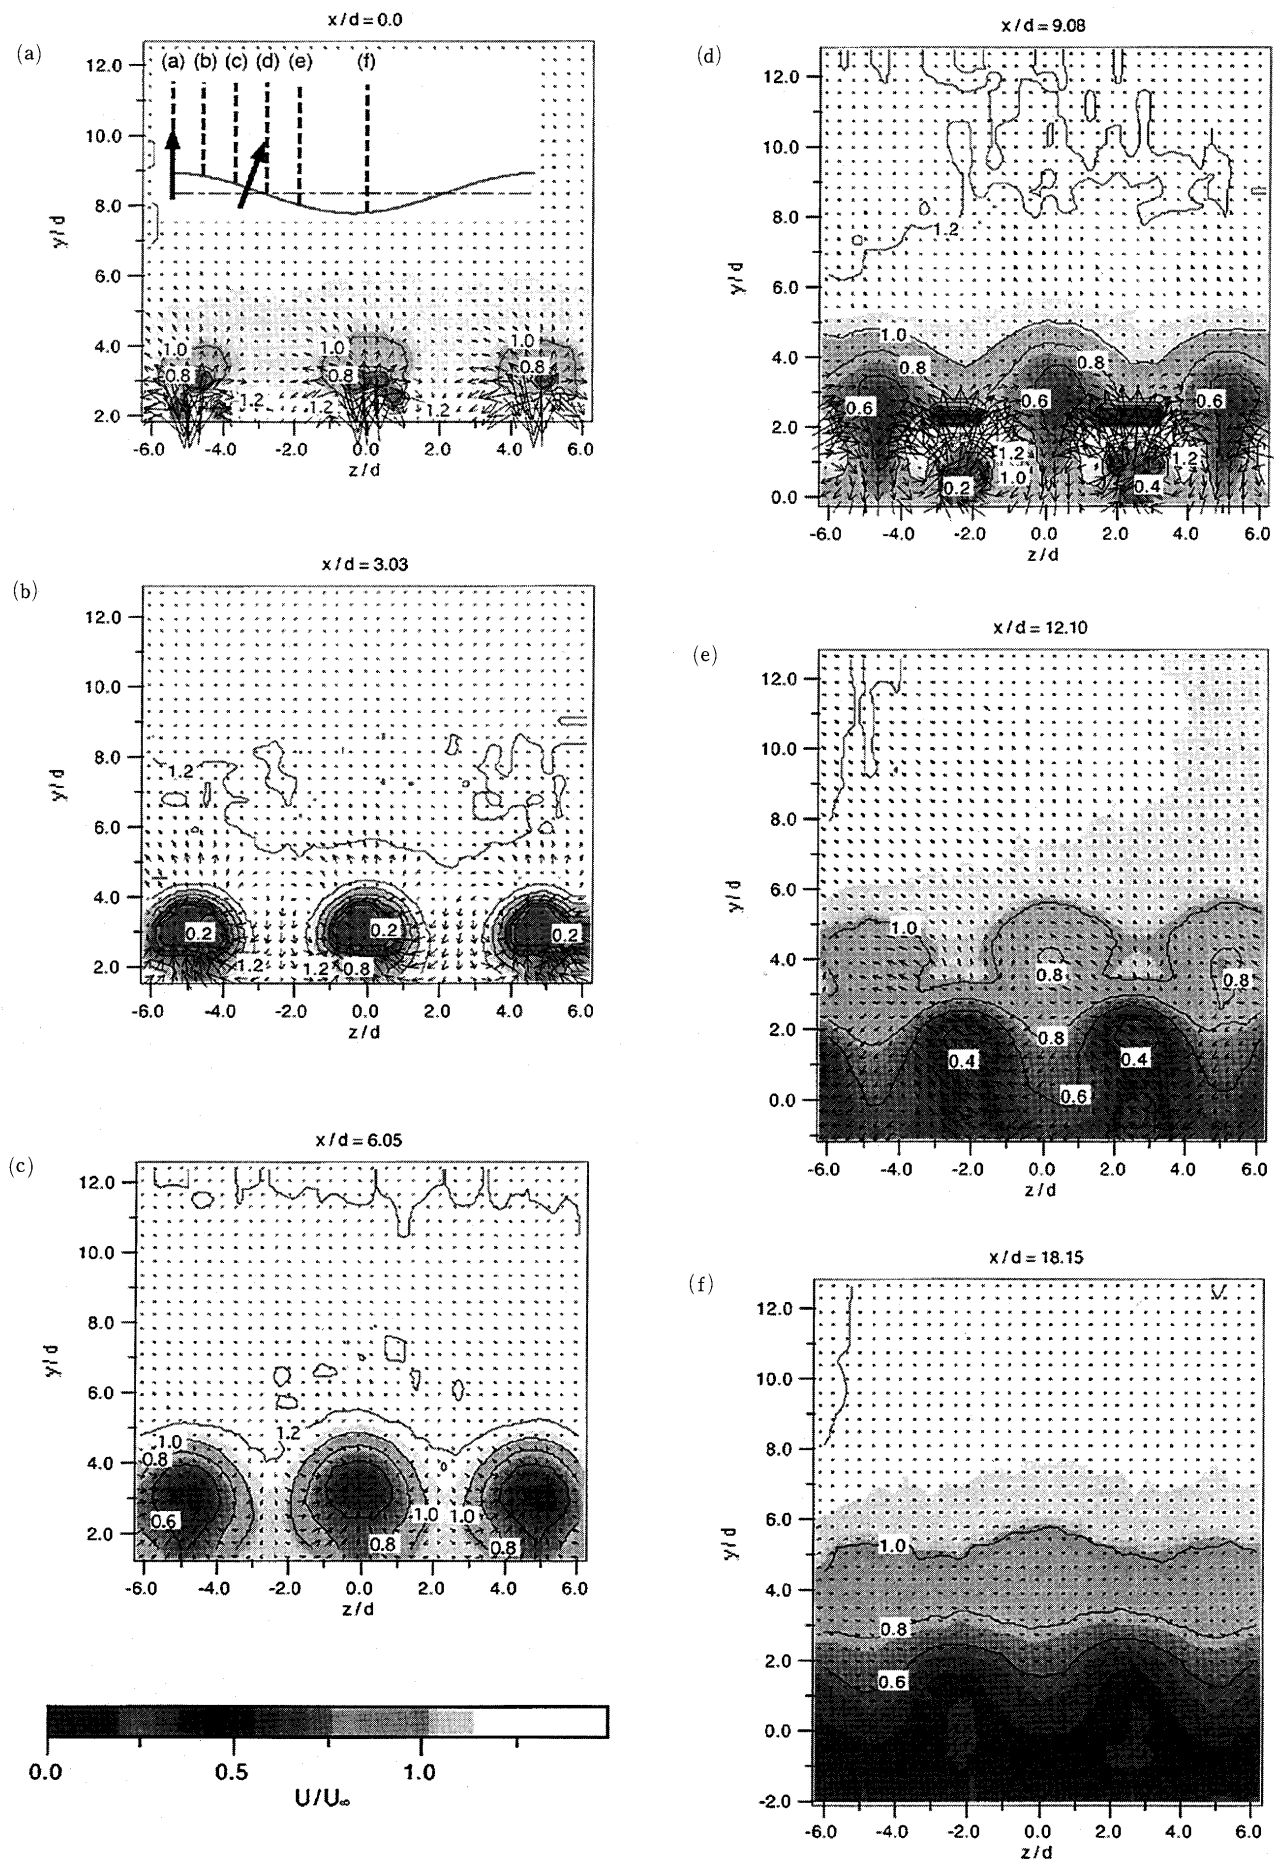 (a)
x/d = 0.0
(a) (b) (c) (d) (e) (f)
12.0
10.0
8.0
6.0
4.0
2.0
y/d
1.0 1.0 1.0
0.8 0.8 0.8
1.2 1.2 1.2
-6.0 -4.0 -2.0 0.0 2.0 4.0 6.0
z/d
(b)
x/d = 3.03
12.0
10.0
8.0
6.0
4.0
2.0
y/d
1.2
0.2 0.2 0.2
1.2 1.2 0.8
-6.0 -4.0 -2.0 0.0 2.0 4.0 6.0
z/d
(c)
x/d = 6.05
12.0
10.0
8.0
6.0
4.0
2.0
y/d
1.2
1.0
0.8
0.6
1.0 1.0
0.8 0.8
-6.0 -4.0 -2.0 0.0 2.0 4.0 6.0
z/d
0.0 0.5 1.0
U/U∞
(d)
x/d = 9.08
12.0
10.0
8.0
6.0
4.0
2.0
0.0
y/d
1.2
1.0
0.8 0.8
0.6 0.6 0.6
1.2 1.2
1.0
0.2 0.4
-6.0 -4.0 -2.0 0.0 2.0 4.0 6.0
z/d
(e)
x/d = 12.10
12.0
10.0
8.0
6.0
4.0
2.0
0.0
y/d
1.0
0.8 0.8
0.8
0.4 0.4
0.6
-6.0 -4.0 -2.0 0.0 2.0 4.0 6.0
z/d
(f)
x/d = 18.15
12.0
10.0
8.0
6.0
4.0
2.0
0.0
-2.0
y/d
1.0
0.8
0.6
-6.0 -4.0 -2.0 0.0 2.0 4.0 6.0
z/d